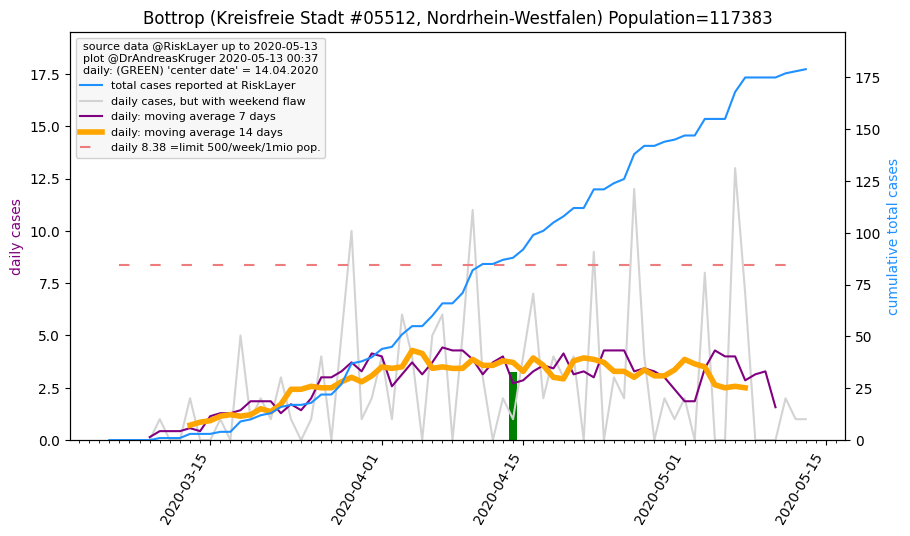 Bottrop (Kreisfreie Stadt #05512, Nordrhein-Westfalen) Population=117383
source data @RiskLayer up to 2020-05-13
plot @DrAndreasKruger 2020-05-13 00:37
daily: (GREEN) 'center date' = 14.04.2020
total cases reported at RiskLayer
daily cases, but with weekend flaw
daily: moving average 7 days
daily: moving average 14 days
daily 8.38 =limit 500/week/1mio pop.
daily cases
17.5
15.0
12.5
10.0
7.5
5.0
2.5
0.0
175
150
125
100
75
50
25
0
cumulative total cases
2020-03-15
2020-04-01
2020-04-15
2020-05-01
2020-05-15